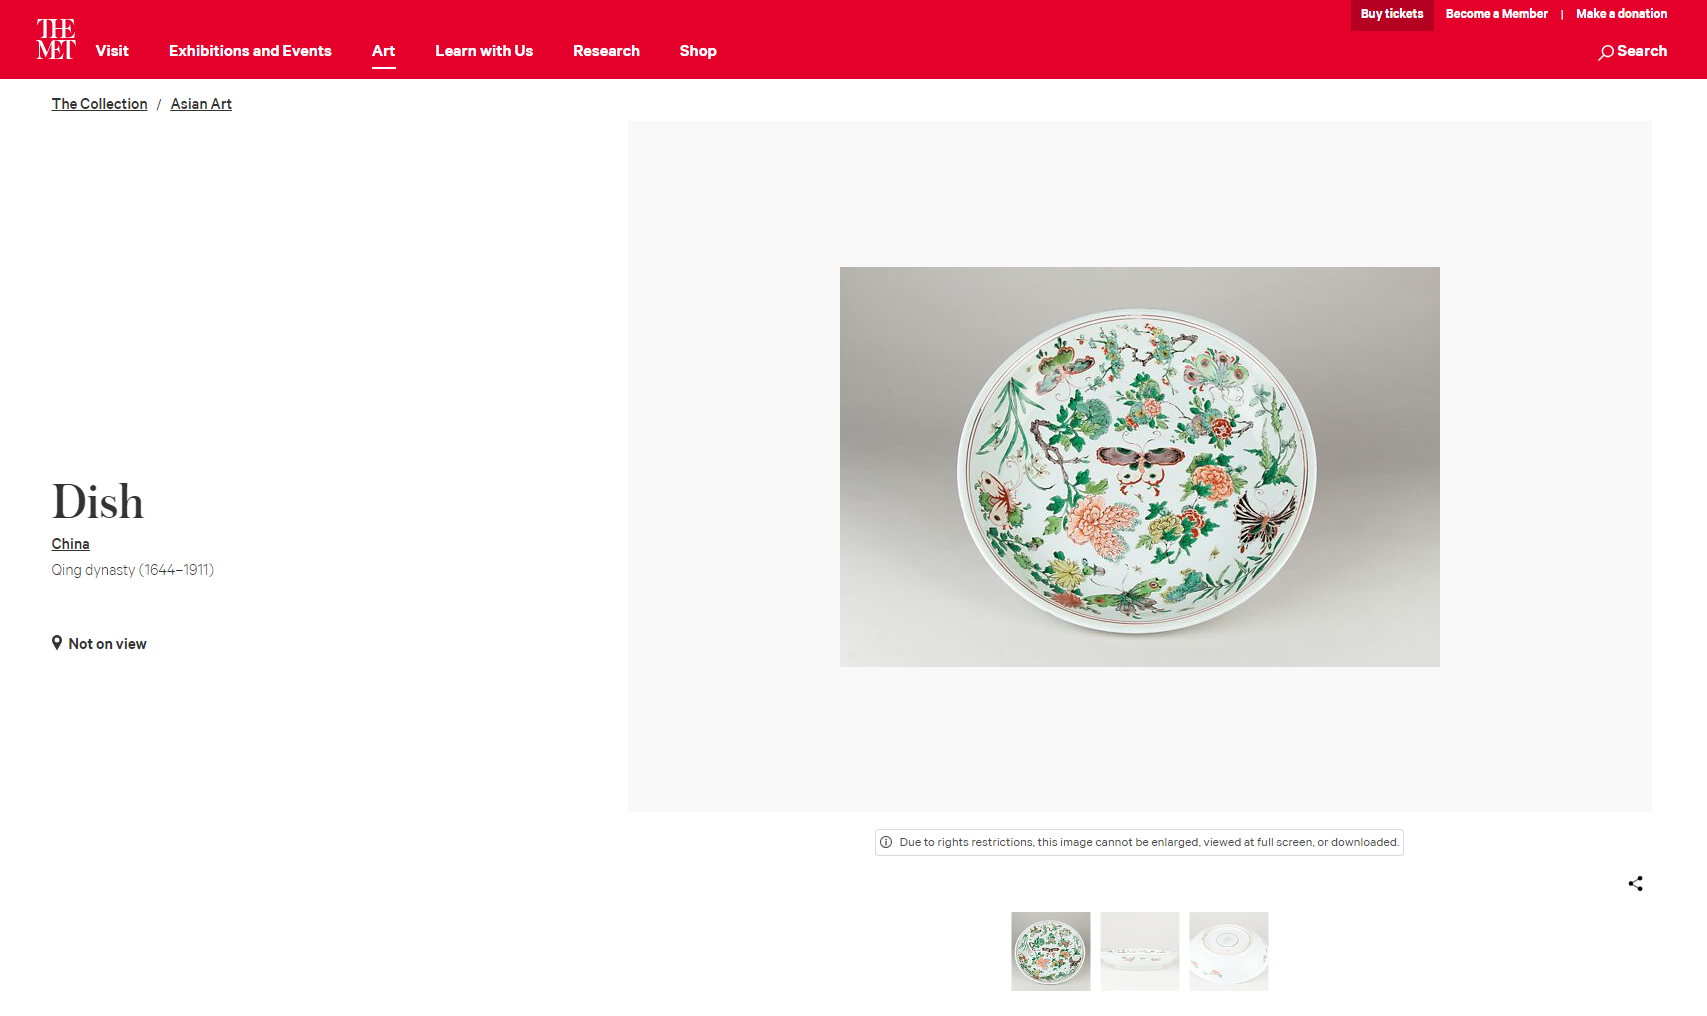 Buy tickets
Become a Member | Make a donation
THE
MET
Visit
Exhibitions and Events
Art
Learn with Us
Research
Shop
Search
The Collection / Asian Art
Dish
China
Qing dynasty (1644–1911)
Not on view
Due to rights restrictions, this image cannot be enlarged, viewed at full screen, or downloaded.